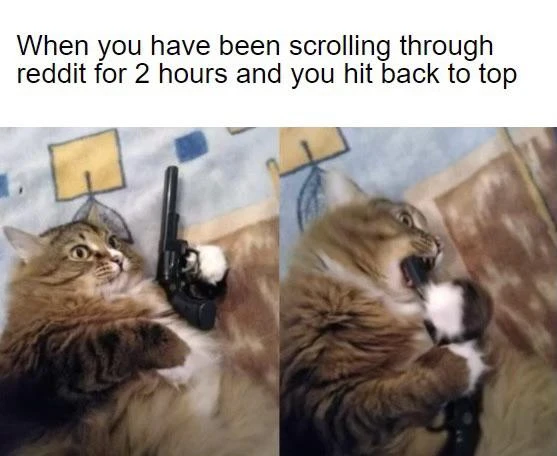 When you have been scrolling through
reddit for 2 hours and you hit back to top